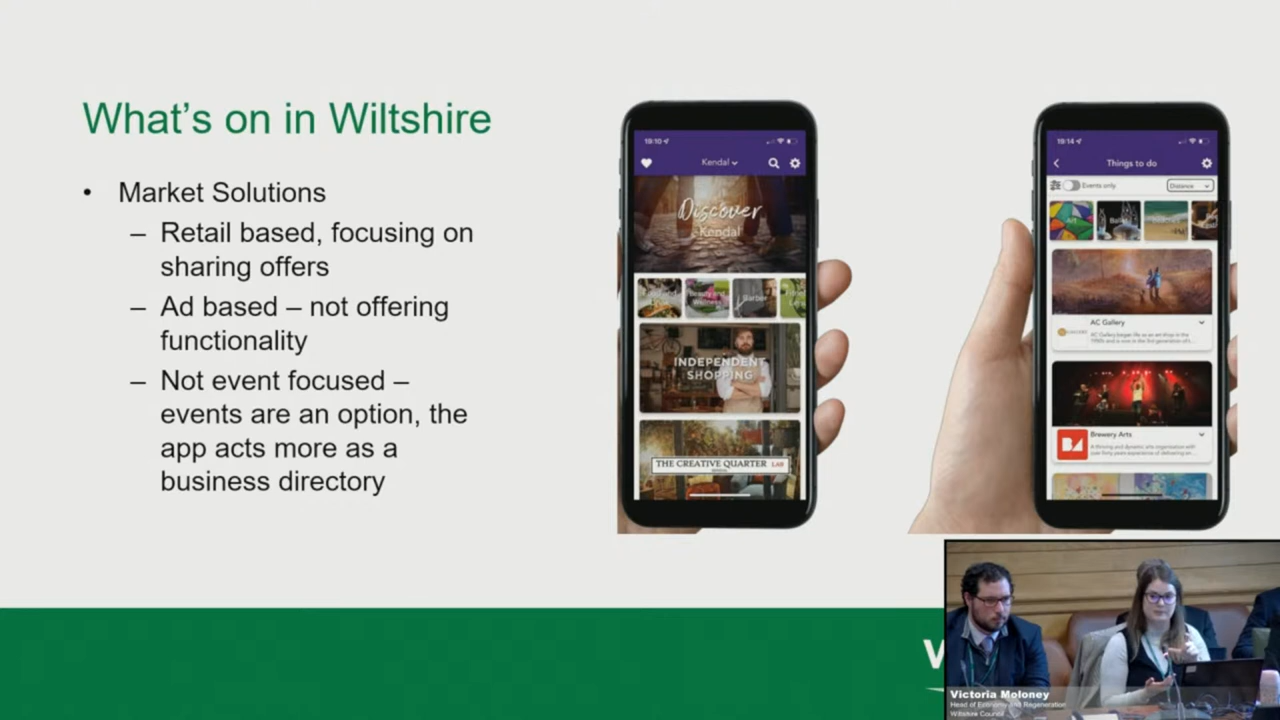 What's on in Wiltshire
• Market Solutions
– Retail based, focusing on
sharing offers
– Ad based – not offering
functionality
– Not event focused –
events are an option, the
app acts more as a
business directory
19:10
Kendal
Discover
Kendal
Barber
INDEPENDENT
SHOPPING
THE CREATIVE QUARTER
19:14
Things to do
Events only
Distance
Art
AC Gallery
Brewery Arts
Victoria Moloney
Head of Economy and Regeneration
Wiltshire Council